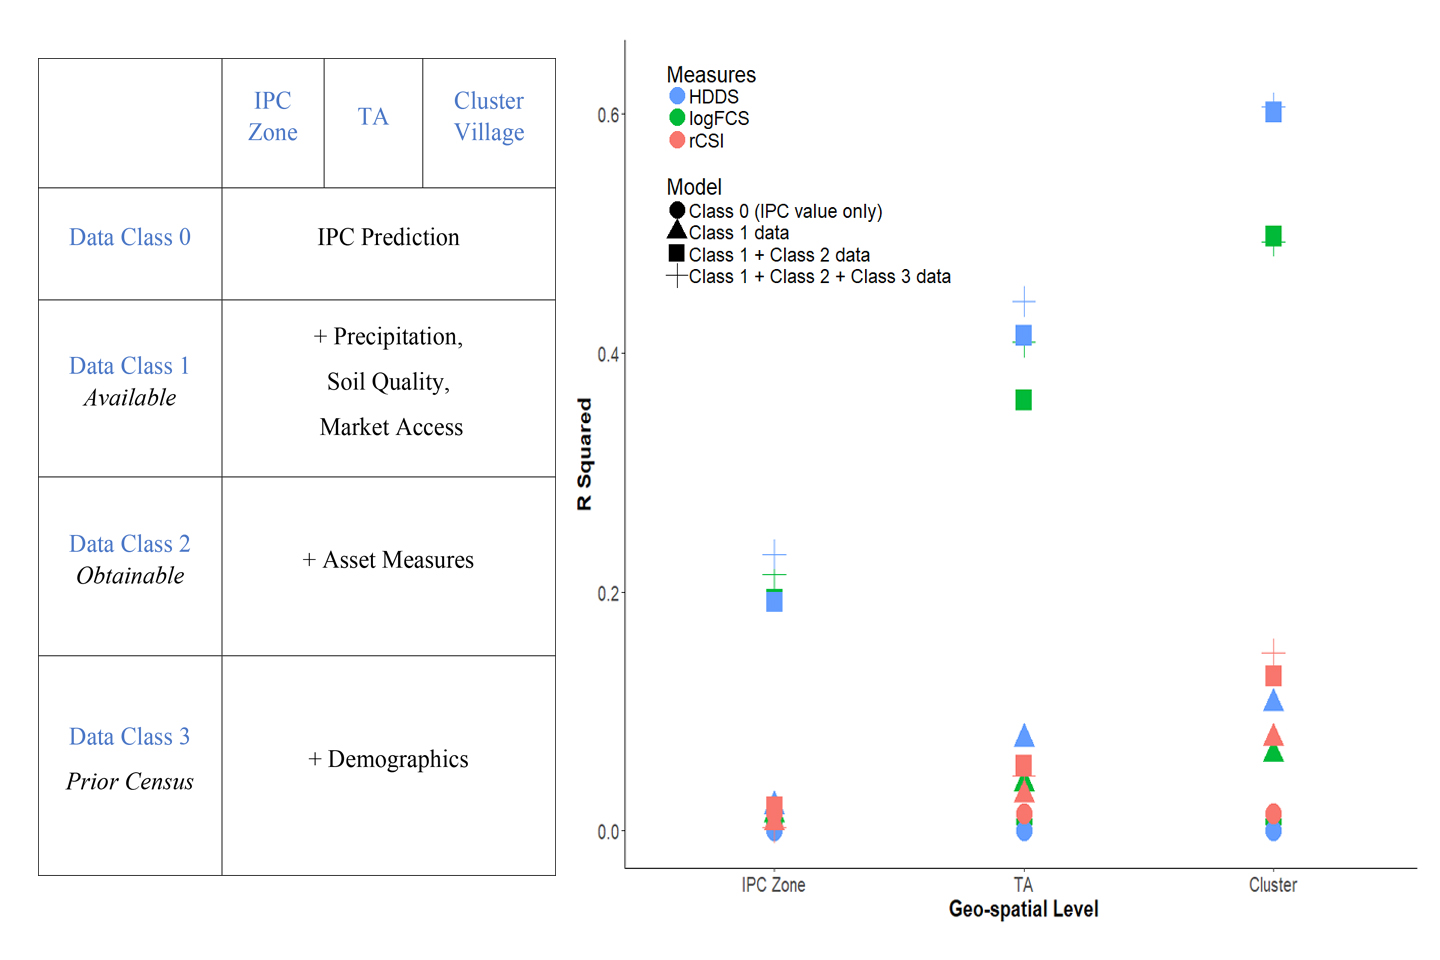 IPC
Zone
TA
Cluster
Village
Data Class 0
IPC Prediction
Data Class 1
Available
+ Precipitation,
Soil Quality,
Market Access
Data Class 2
Obtainable
+ Asset Measures
Data Class 3
Prior Census
+ Demographics
Measures
HDDS
logFCS
rCSI
Model
Class 0 (IPC value only)
Class 1 data
Class 1 + Class 2 data
Class 1 + Class 2 + Class 3 data
R Squared
0.6
0.4
0.2
0.0
IPC Zone
TA
Cluster
Geo-spatial Level